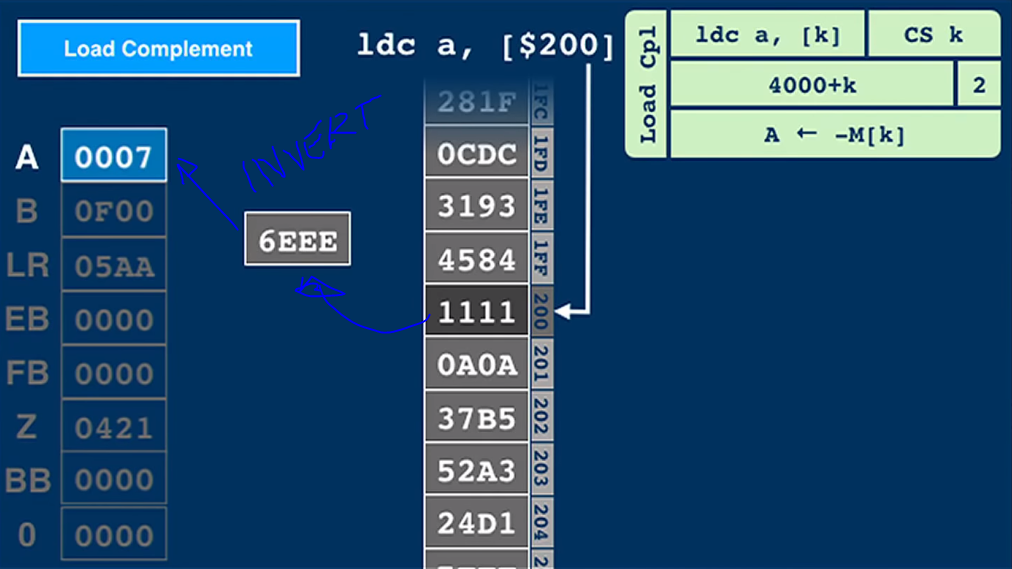 Load Complement
ldc a, [$200]
Load Cpl
ldc a, [k]
CS k
4000+k
2
A ← -M[k]
A 0007
B 0F00
LR 05AA
EB 0000
FB 0000
Z 0421
BB 0000
0 0000
INVERT
6EEE
281F 1FC
0CDC 1FD
3193 1FE
4584 1FF
1111 200
0A0A 201
37B5 202
52A3 203
24D1 204